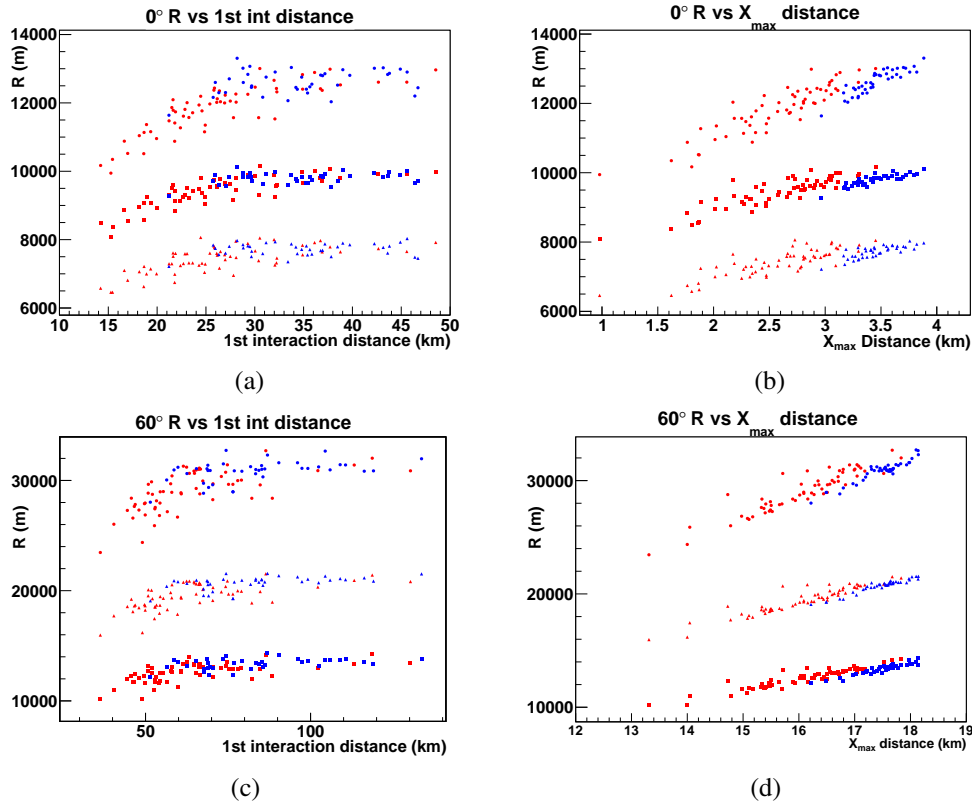 0° R vs 1st int distance
R (m)
14000
12000
10000
8000
6000
10 15 20 25 30 35 40 45 50
1st interaction distance (km)
(a)
0° R vs Xmax distance
R (m)
14000
12000
10000
8000
6000
1 1.5 2 2.5 3 3.5 4
Xmax Distance (km)
(b)
60° R vs 1st int distance
R (m)
30000
20000
10000
50 100
1st interaction distance (km)
(c)
60° R vs Xmax distance
R (m)
30000
20000
10000
12 13 14 15 16 17 18 19
Xmax distance (km)
(d)